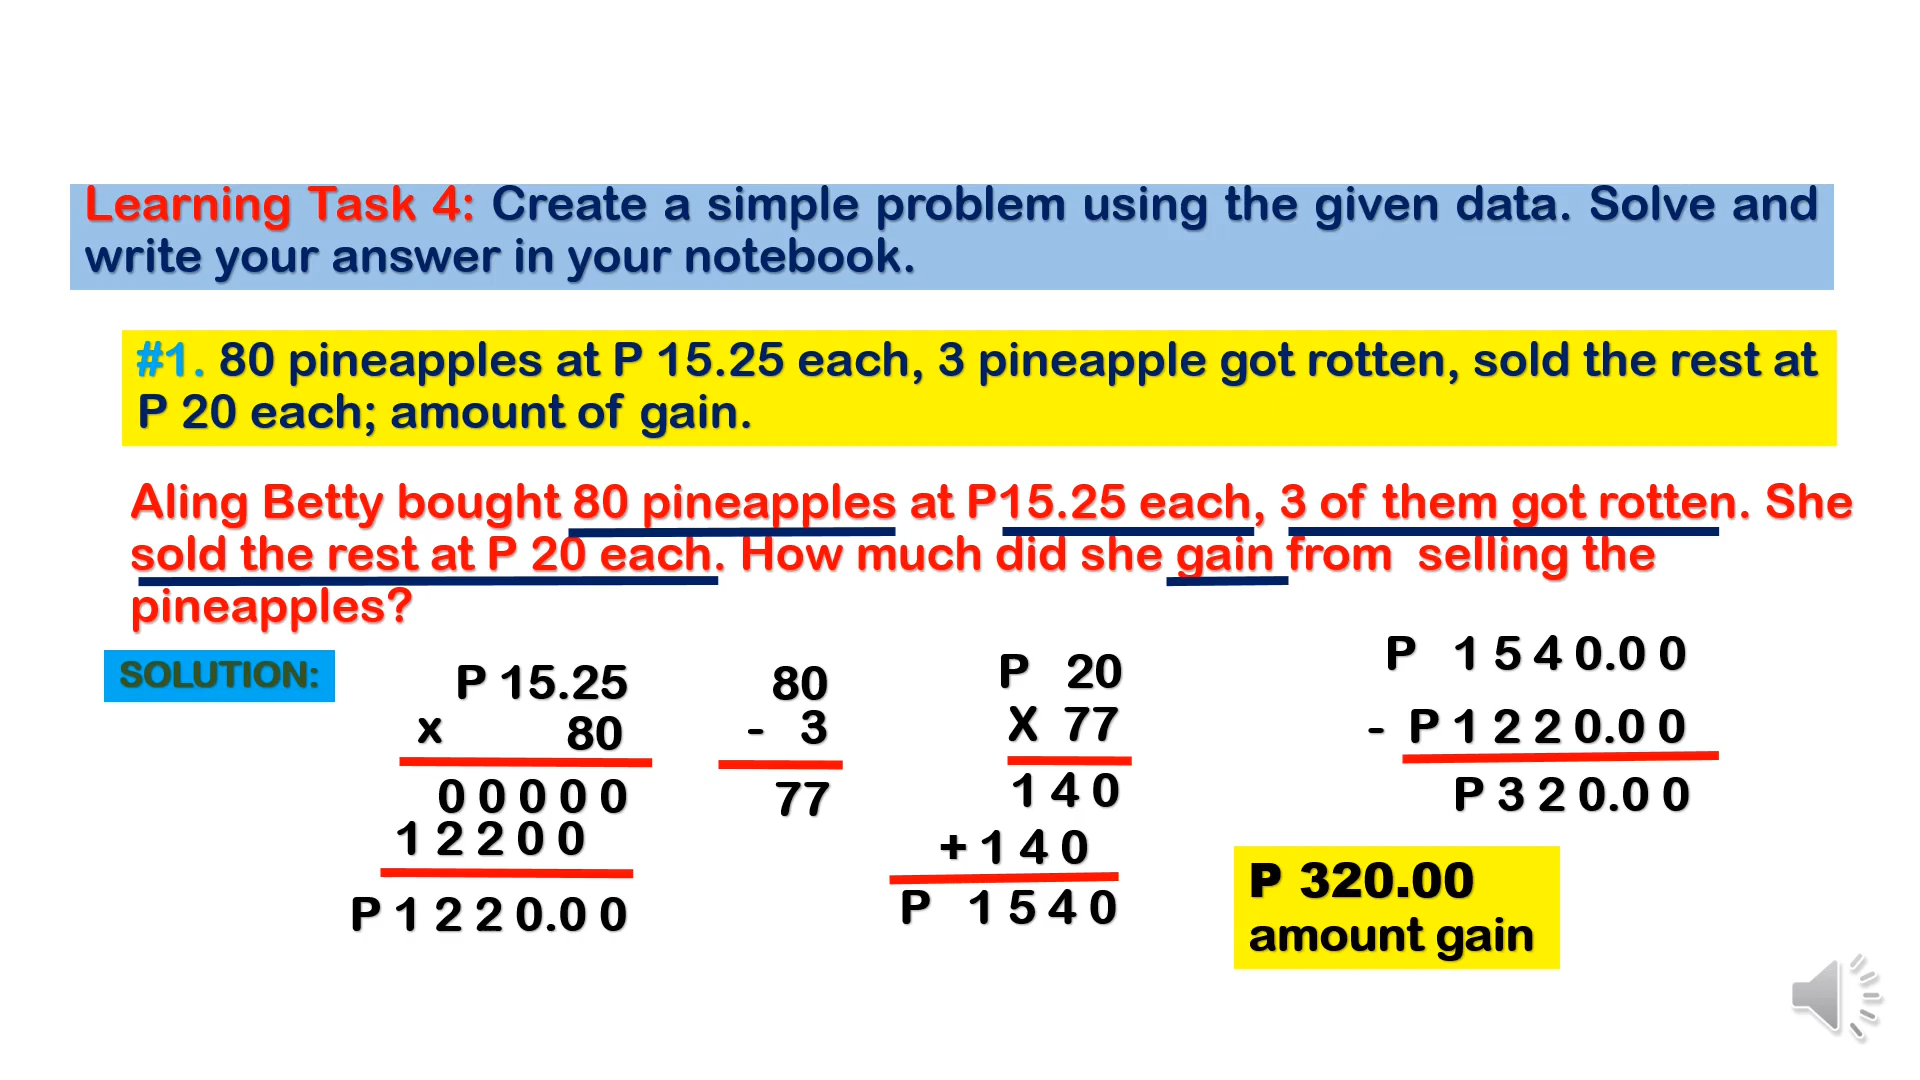 Learning Task 4: Create a simple problem using the given data. Solve and
write your answer in your notebook.
#1. 80 pineapples at P 15.25 each, 3 pineapple got rotten, sold the rest at
P 20 each; amount of gain.
Aling Betty bought 80 pineapples at P15.25 each, 3 of them got rotten. She
sold the rest at P 20 each. How much did she gain from selling the
pineapples?
SOLUTION:
P 15.25
x 80
0 0 0 0 0
1 2 2 0 0
P 1 2 2 0.0 0
80
- 3
77
P 20
X 77
1 4 0
+ 1 4 0
P 1 5 4 0
P 1 5 4 0.0 0
- P 1 2 2 0.0 0
P 3 2 0.0 0
P 320.00
amount gain